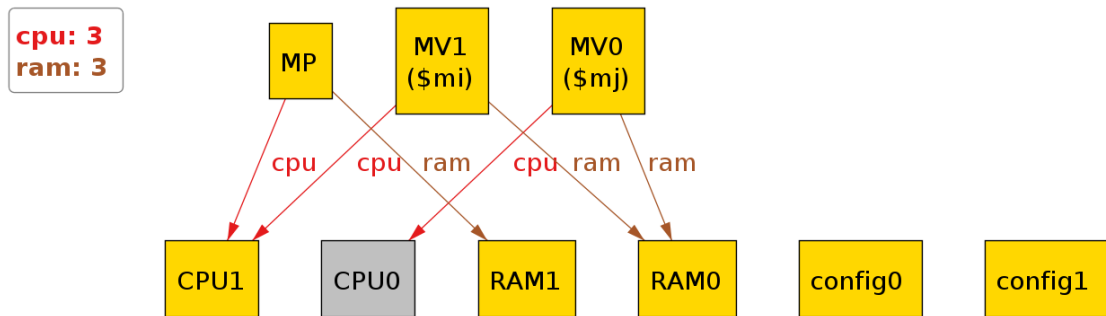 cpu: 3
ram: 3
MP
MV1
($mi)
MV0
($mj)
cpu
cpu
ram
cpu
ram
ram
CPU1
CPU0
RAM1
RAM0
config0
config1